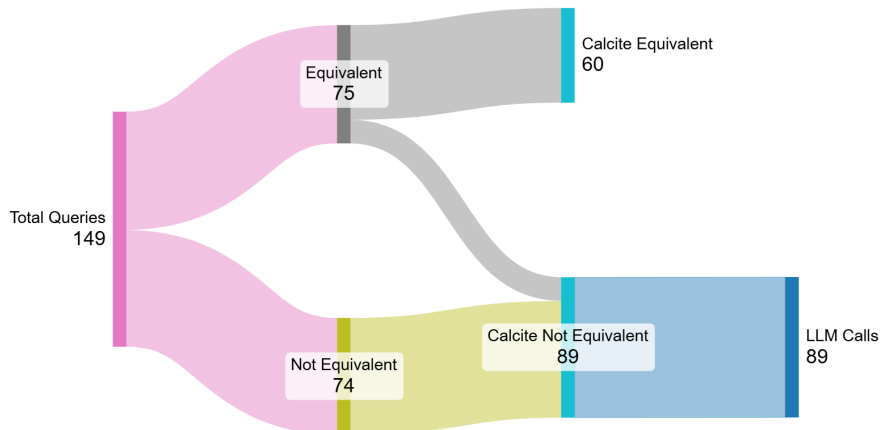 Total Queries
149
Equivalent
75
Not Equivalent
74
Calcite Equivalent
60
Calcite Not Equivalent
89
LLM Calls
89